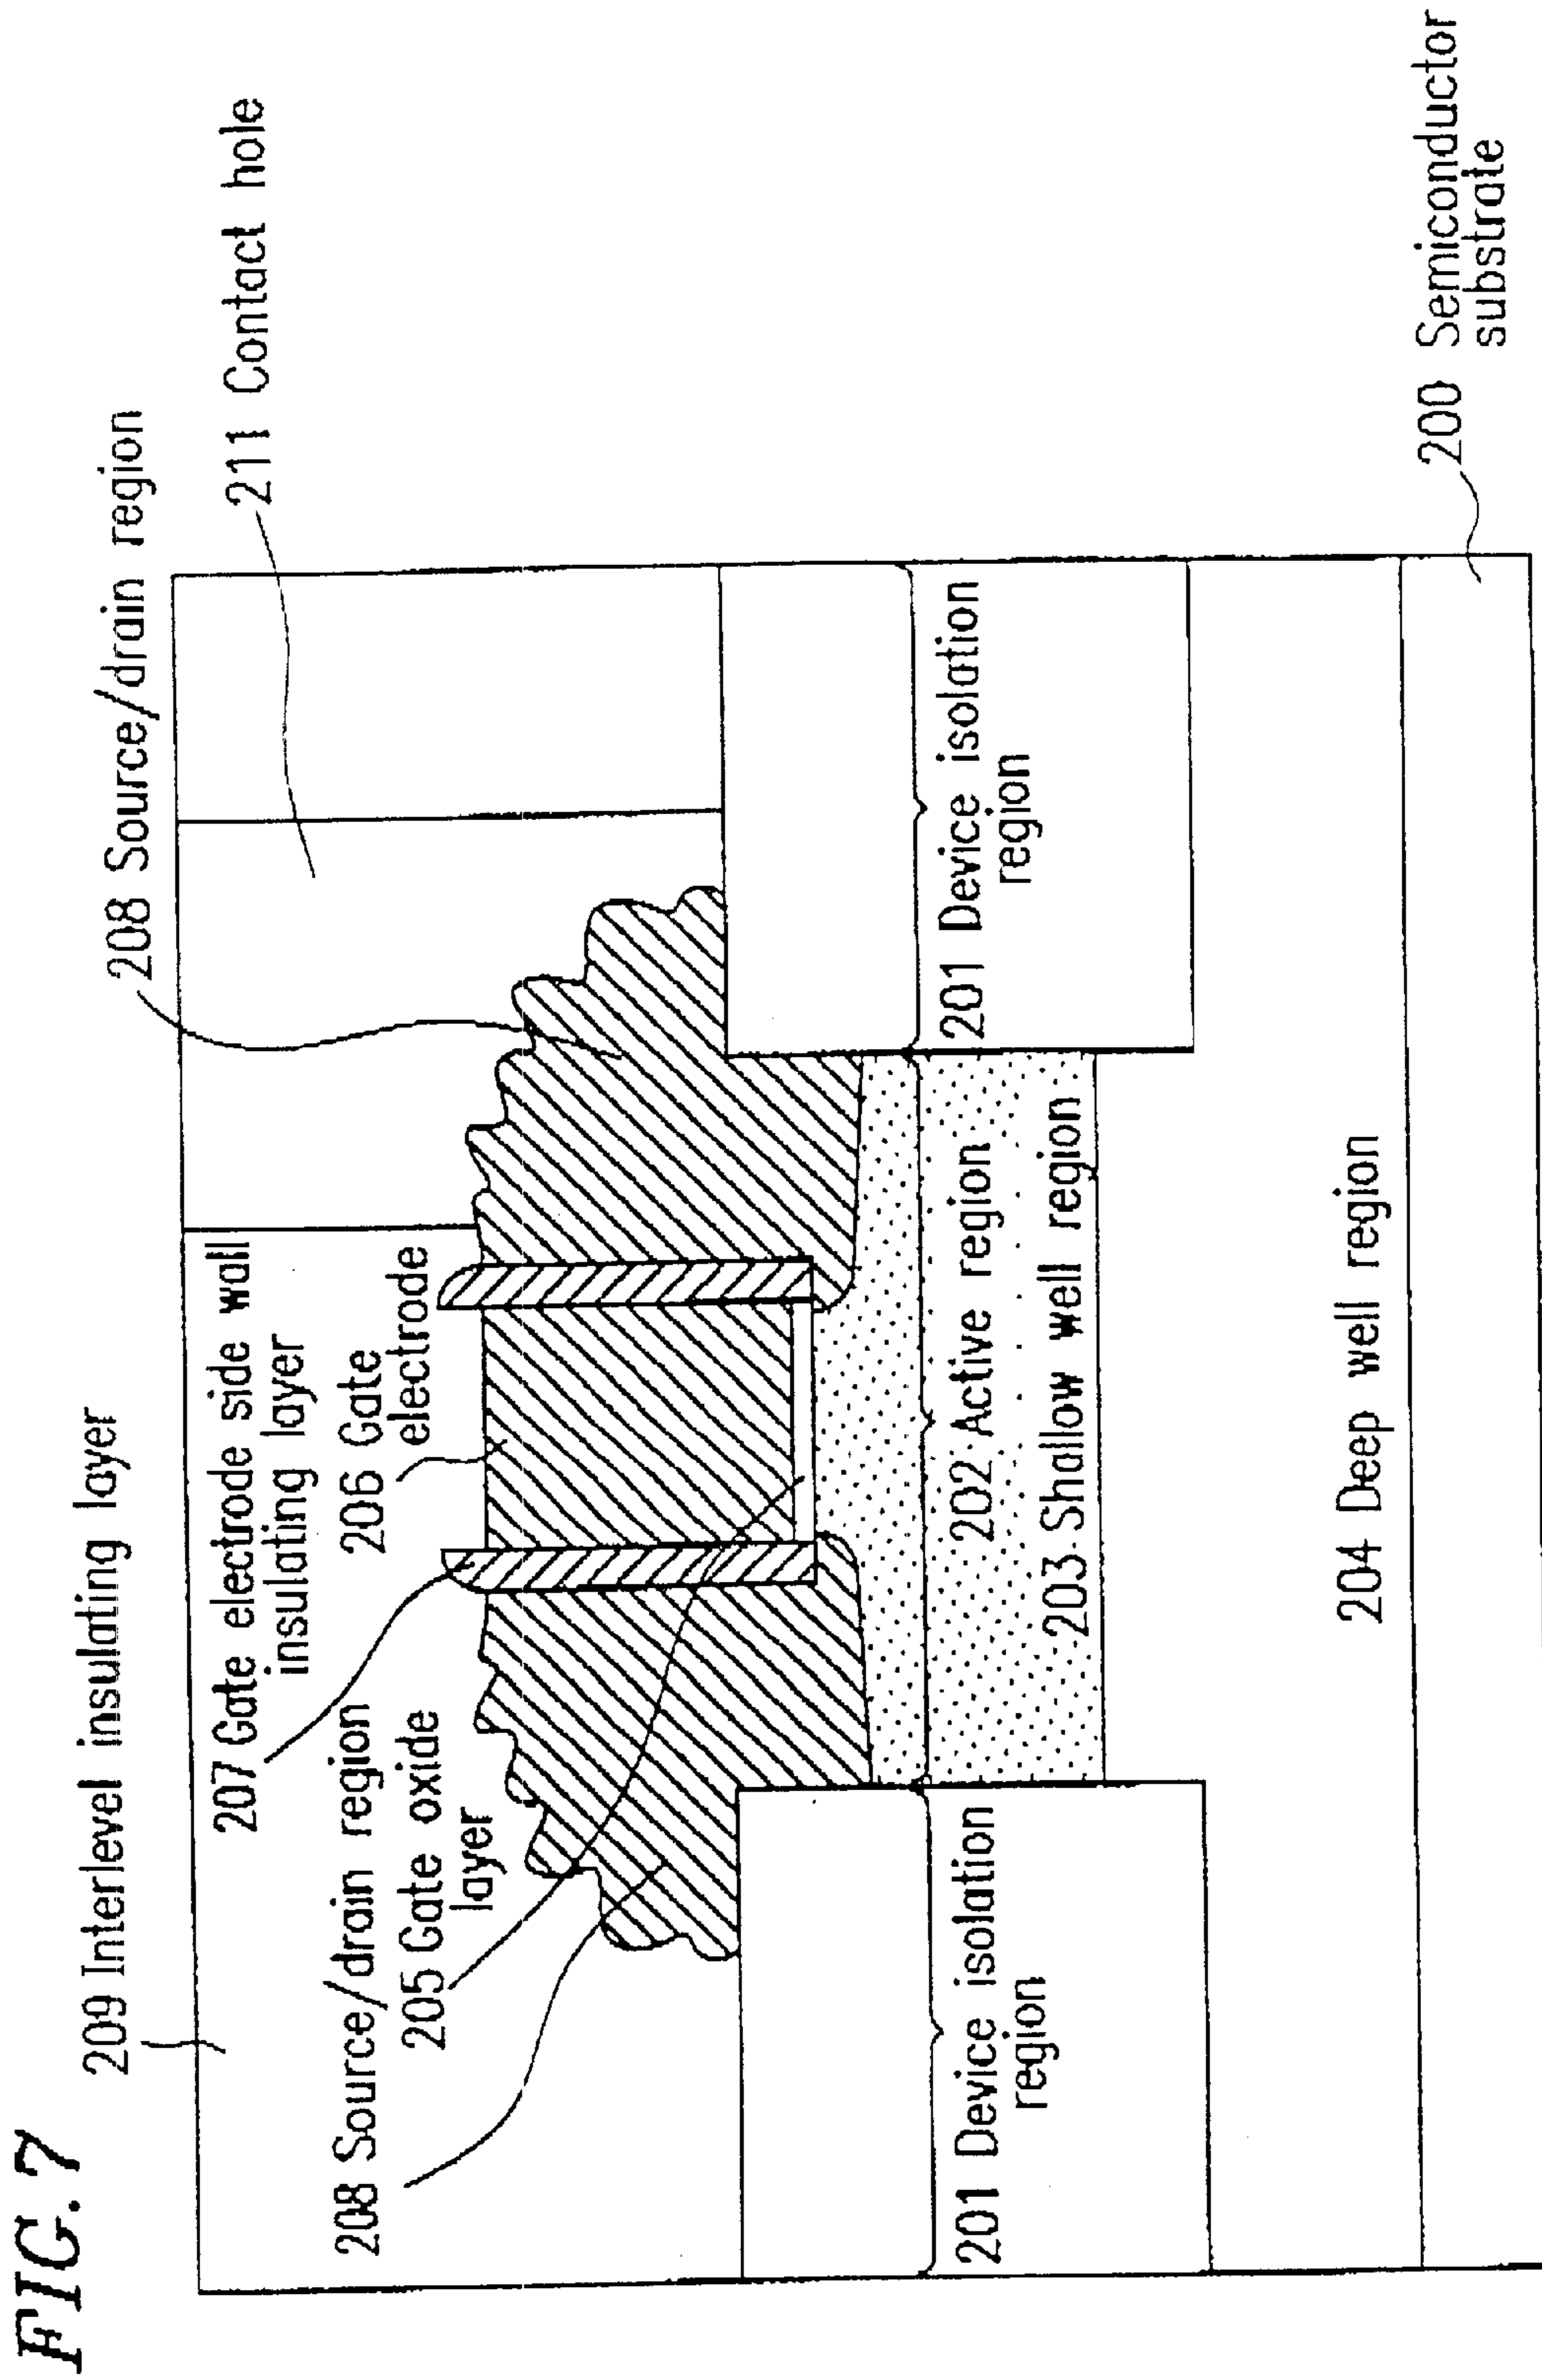 FIG. 7
209 Interlevel insulating layer
208 Source/drain region
211 Contact hole
207 Gate electrode side wall
insulating layer
206 Gate
electrode
208 Source/drain region
205 Gate oxide
layer
201 Device isolation
region
202 Active region
203 Shallow well region
201 Device isolation
region
204 Deep well region
200 Semiconductor
substrate